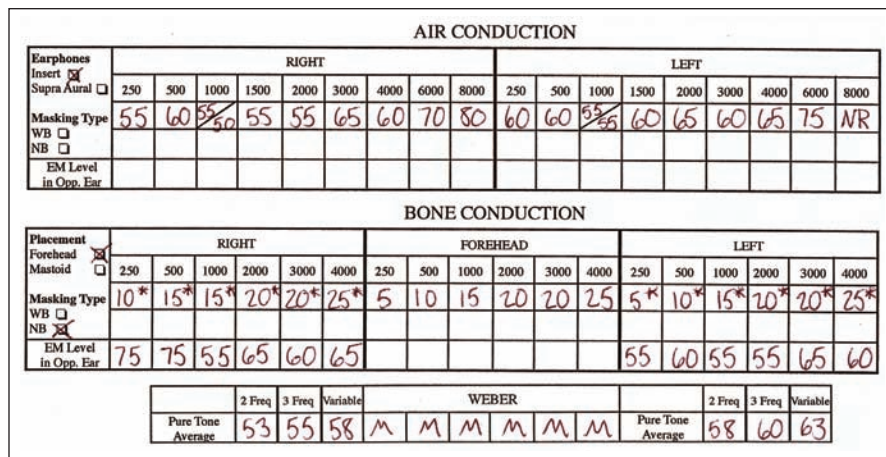 AIR CONDUCTION
Earphones RIGHT LEFT
Insert ☒
Supra Aural ☐ 250 500 1000 1500 2000 3000 4000 6000 8000 250 500 1000 1500 2000 3000 4000 6000 8000
Masking Type 55 60 55/50 55 55 65 60 70 80 60 60 55/55 60 65 60 65 75 NR
WB ☐
NB ☐
EM Level
in Opp. Ear
BONE CONDUCTION
Placement RIGHT FOREHEAD LEFT
Forehead ☒
Mastoid ☐ 250 500 1000 2000 3000 4000 250 500 1000 2000 3000 4000 250 500 1000 2000 3000 4000
Masking Type 10* 15* 15* 20* 20* 25* 5 10 15 20 20 25 5* 10* 15* 20* 20* 25*
WB ☐
NB ☒
EM Level
in Opp. Ear 75 75 55 65 60 65 55 60 55 55 65 60
2 Freq 3 Freq Variable WEBER 2 Freq 3 Freq Variable
Pure Tone
Average 53 55 58 M M M M M M Pure Tone
Average 58 60 63